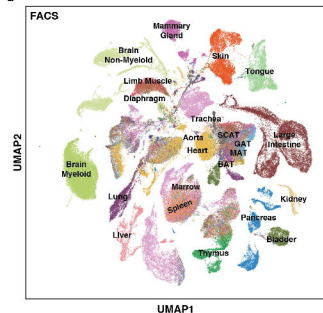 FACS
Mammary
Gland
Brain
Non-Myeloid
Skin
Tongue
Limb Muscle
Diaphragm
Trachea
Aorta
SCAT
Large
Intestine
GAT
Heart
MAT
BAT
Brain
Myeloid
Lung
Marrow
Kidney
Spleen
Pancreas
Liver
Bladder
Thymus
UMAP1
UMAP2